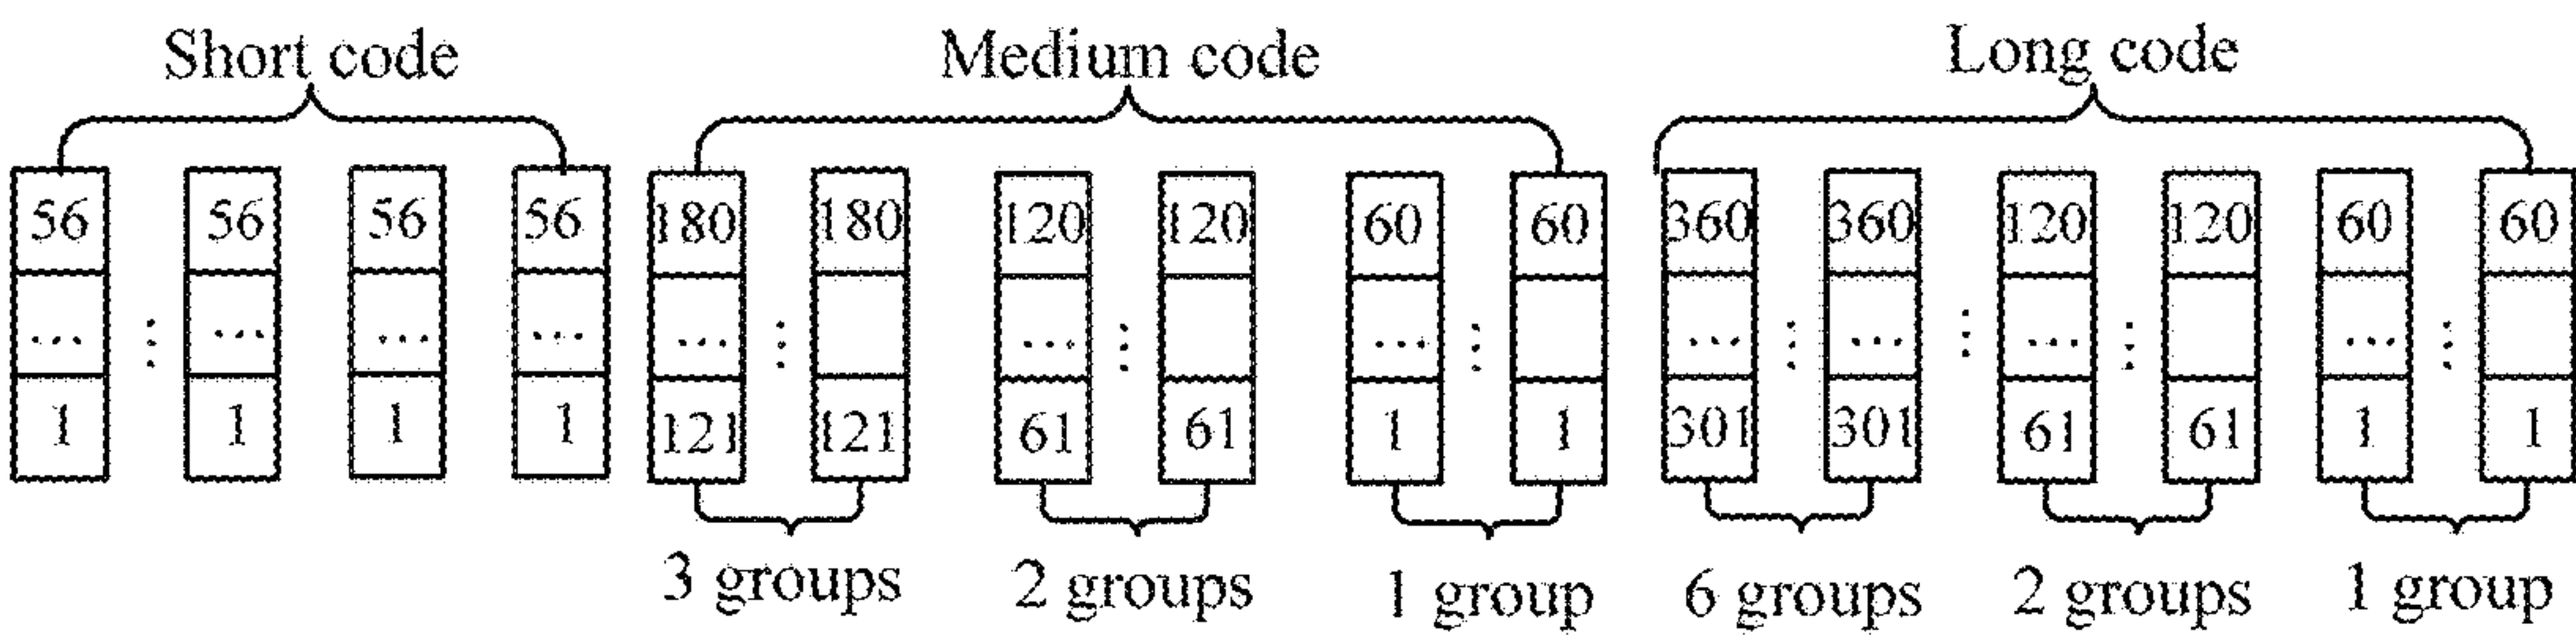 Short code Medium code Long code
56 56 56 56 180 180 120 120 60 60 360 360 120 120 60 60
... ⋮ ... ... ... ... ⋮ ... ⋮ ... ⋮ ... ⋮ ... ⋮ ... ⋮ ... ⋮
1 1 1 1 121 121 61 61 1 1 301 301 61 61 1 1
3 groups 2 groups 1 group 6 groups 2 groups 1 group